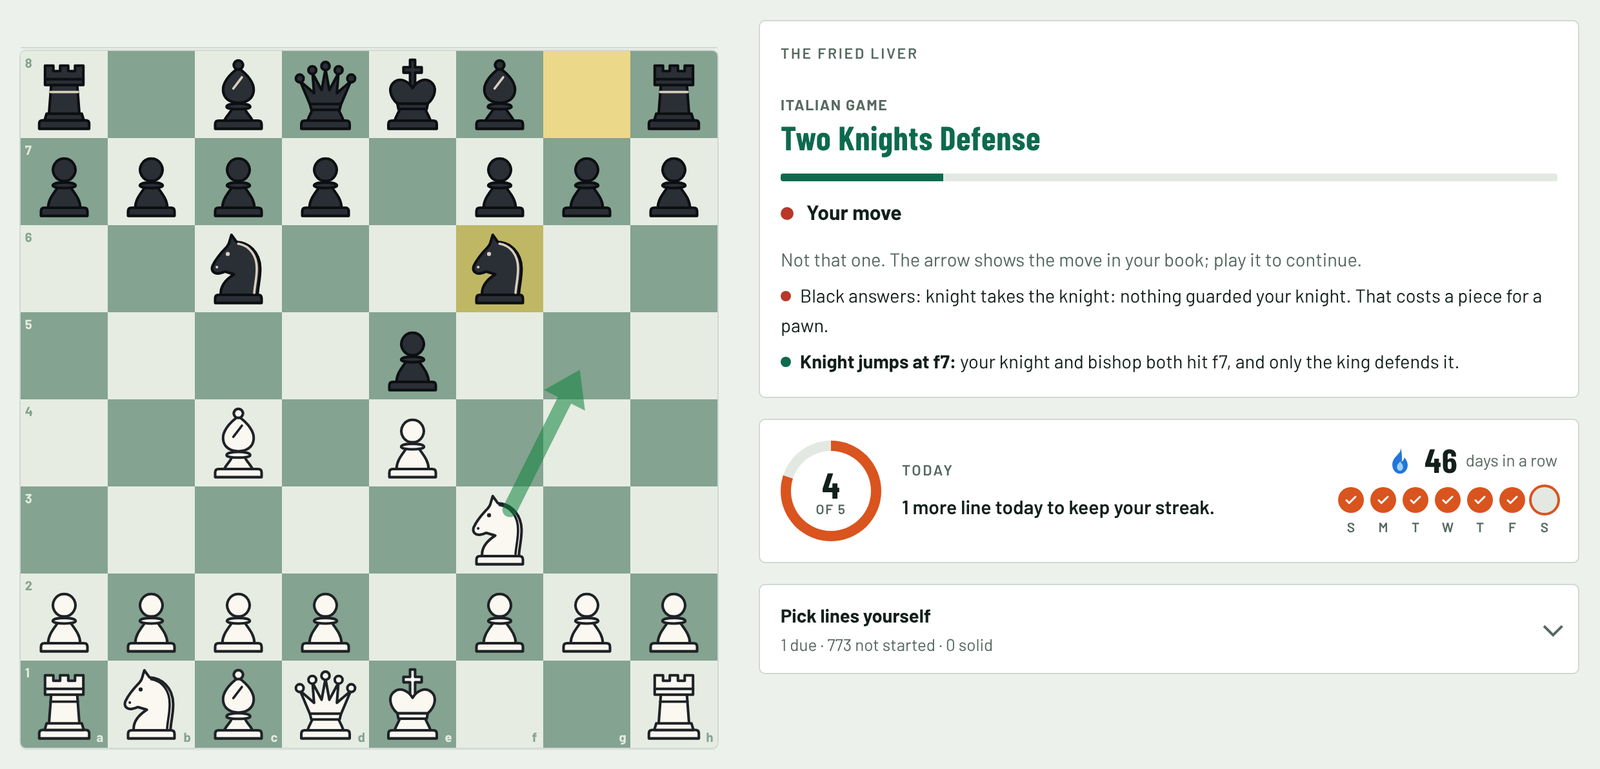 8
7
6
5
4
3
2
1
a
b
c
d
e
f
g
h
THE FRIED LIVER
ITALIAN GAME
Two Knights Defense
Your move
Not that one. The arrow shows the move in your book; play it to continue.
Black answers: knight takes the knight: nothing guarded your knight. That costs a piece for a
pawn.
Knight jumps at f7: your knight and bishop both hit f7, and only the king defends it.
4
OF 5
TODAY
1 more line today to keep your streak.
46 days in a row
S M T W T F S
Pick lines yourself
1 due · 773 not started · 0 solid